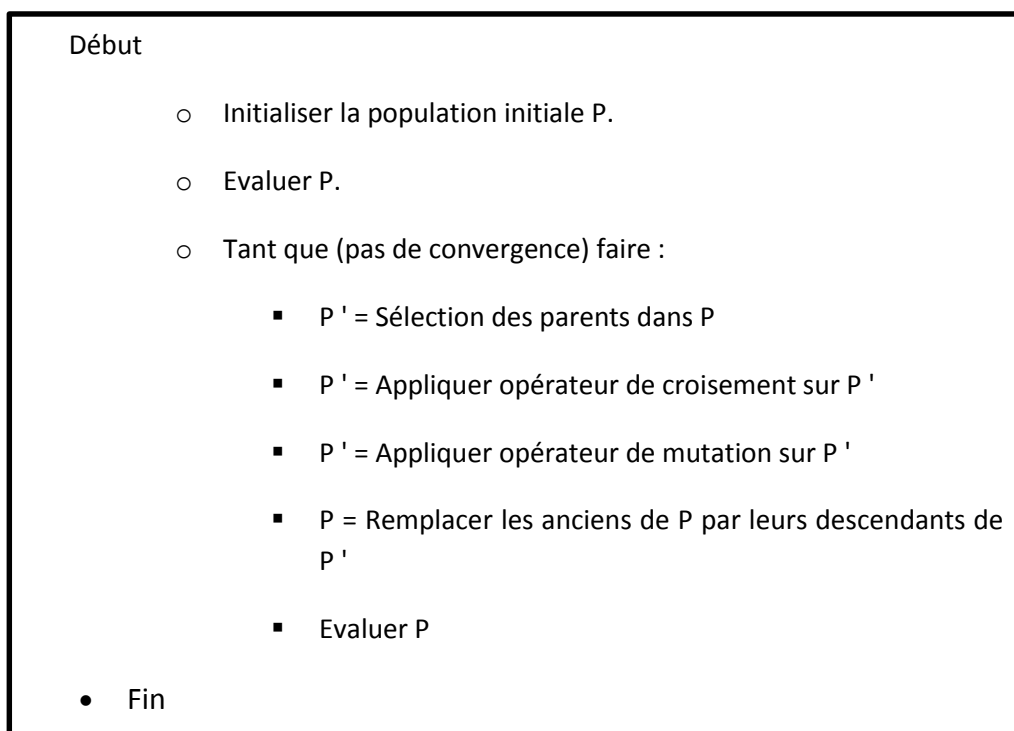 Début
o Initialiser la population initiale P.
o Evaluer P.
o Tant que (pas de convergence) faire :
▪ P ' = Sélection des parents dans P
▪ P ' = Appliquer opérateur de croisement sur P '
▪ P ' = Appliquer opérateur de mutation sur P '
▪ P = Remplacer les anciens de P par leurs descendants de
P '
▪ Evaluer P
• Fin